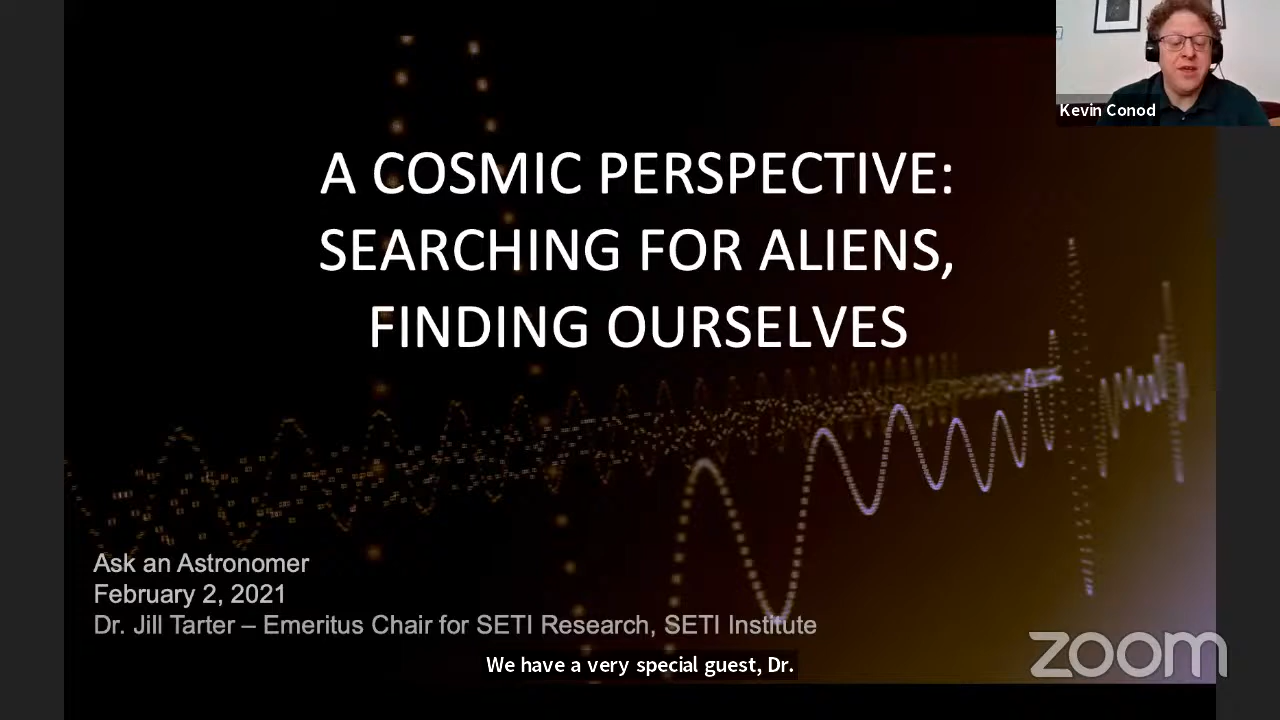 Kevin Conod
A COSMIC PERSPECTIVE:
SEARCHING FOR ALIENS,
FINDING OURSELVES
Ask an Astronomer
February 2, 2021
Dr. Jill Tarter – Emeritus Chair for SETI Research, SETI Institute
We have a very special guest, Dr.
zoom